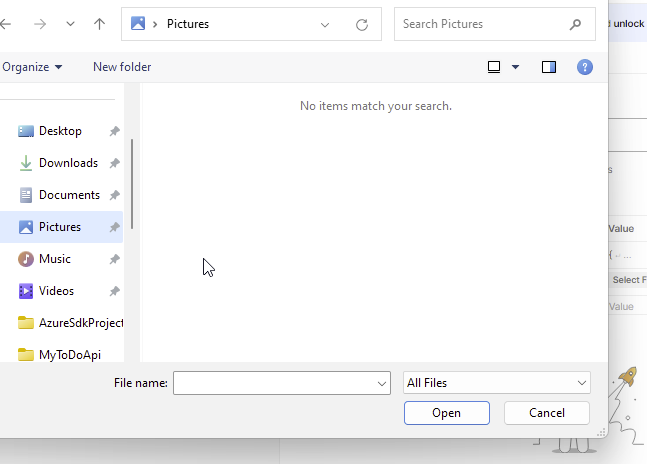 Pictures
Search Pictures
d unlock
Organize
New folder
?
No items match your search.
Desktop
Downloads
Documents
Pictures
Music
Videos
AzureSdkProject
MyToDoApi
s
Value
{ ↵ ...
Select F
Value
File name:
All Files
Open
Cancel